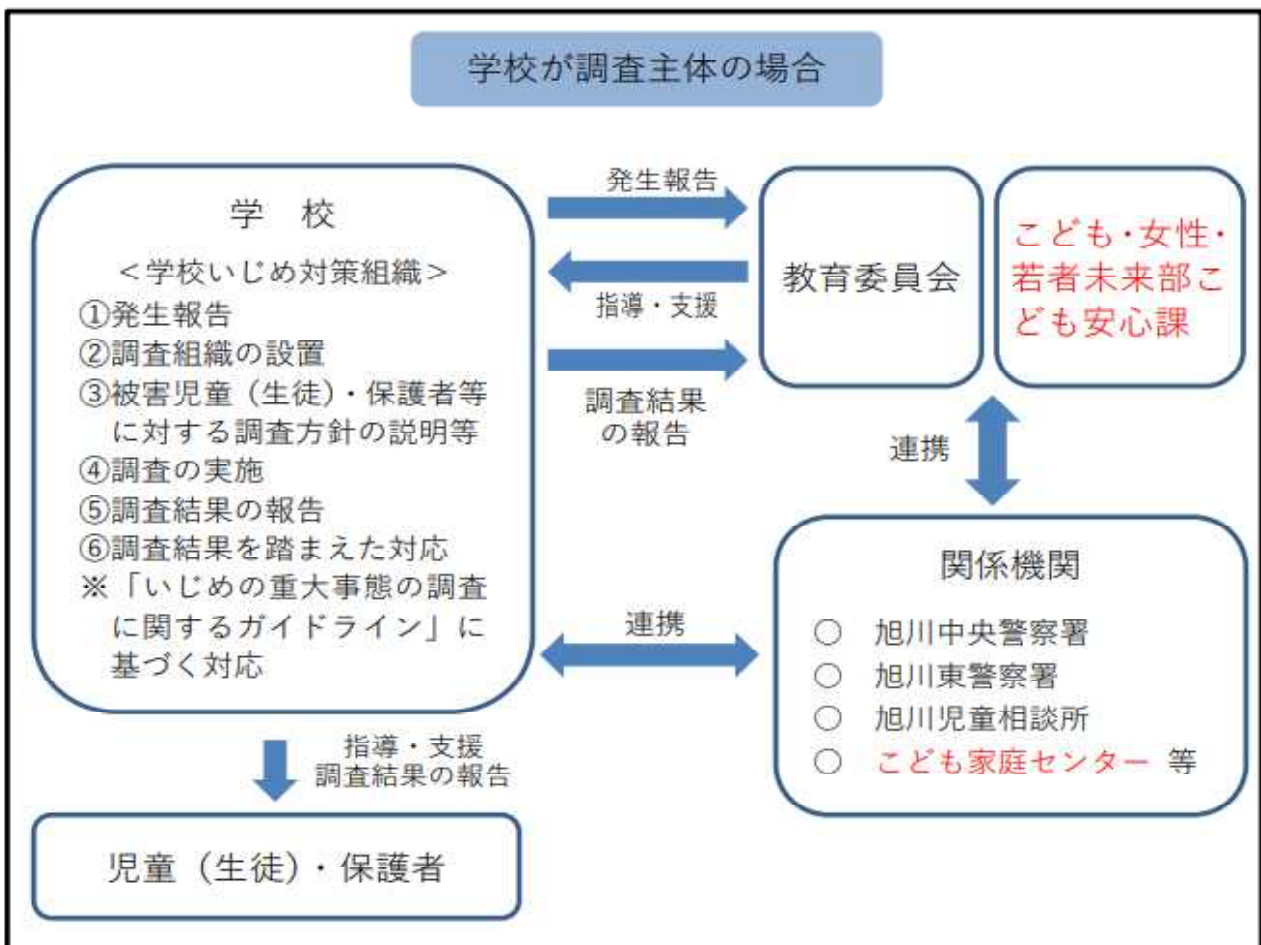 学校が調査主体の場合
学　校
＜学校いじめ対策組織＞
①発生報告
②調査組織の設置
③被害児童（生徒）・保護者等
に対する調査方針の説明等
④調査の実施
⑤調査結果の報告
⑥調査結果を踏まえた対応
※「いじめの重大事態の調査
に関するガイドライン」に
基づく対応
発生報告
指導・支援
調査結果
の報告
教育委員会
こども・女性・
若者未来部こ
ども安心課
連携
連携
関係機関
○　旭川中央警察署
○　旭川東警察署
○　旭川児童相談所
○　こども家庭センター 等
指導・支援
調査結果の報告
児童（生徒）・保護者